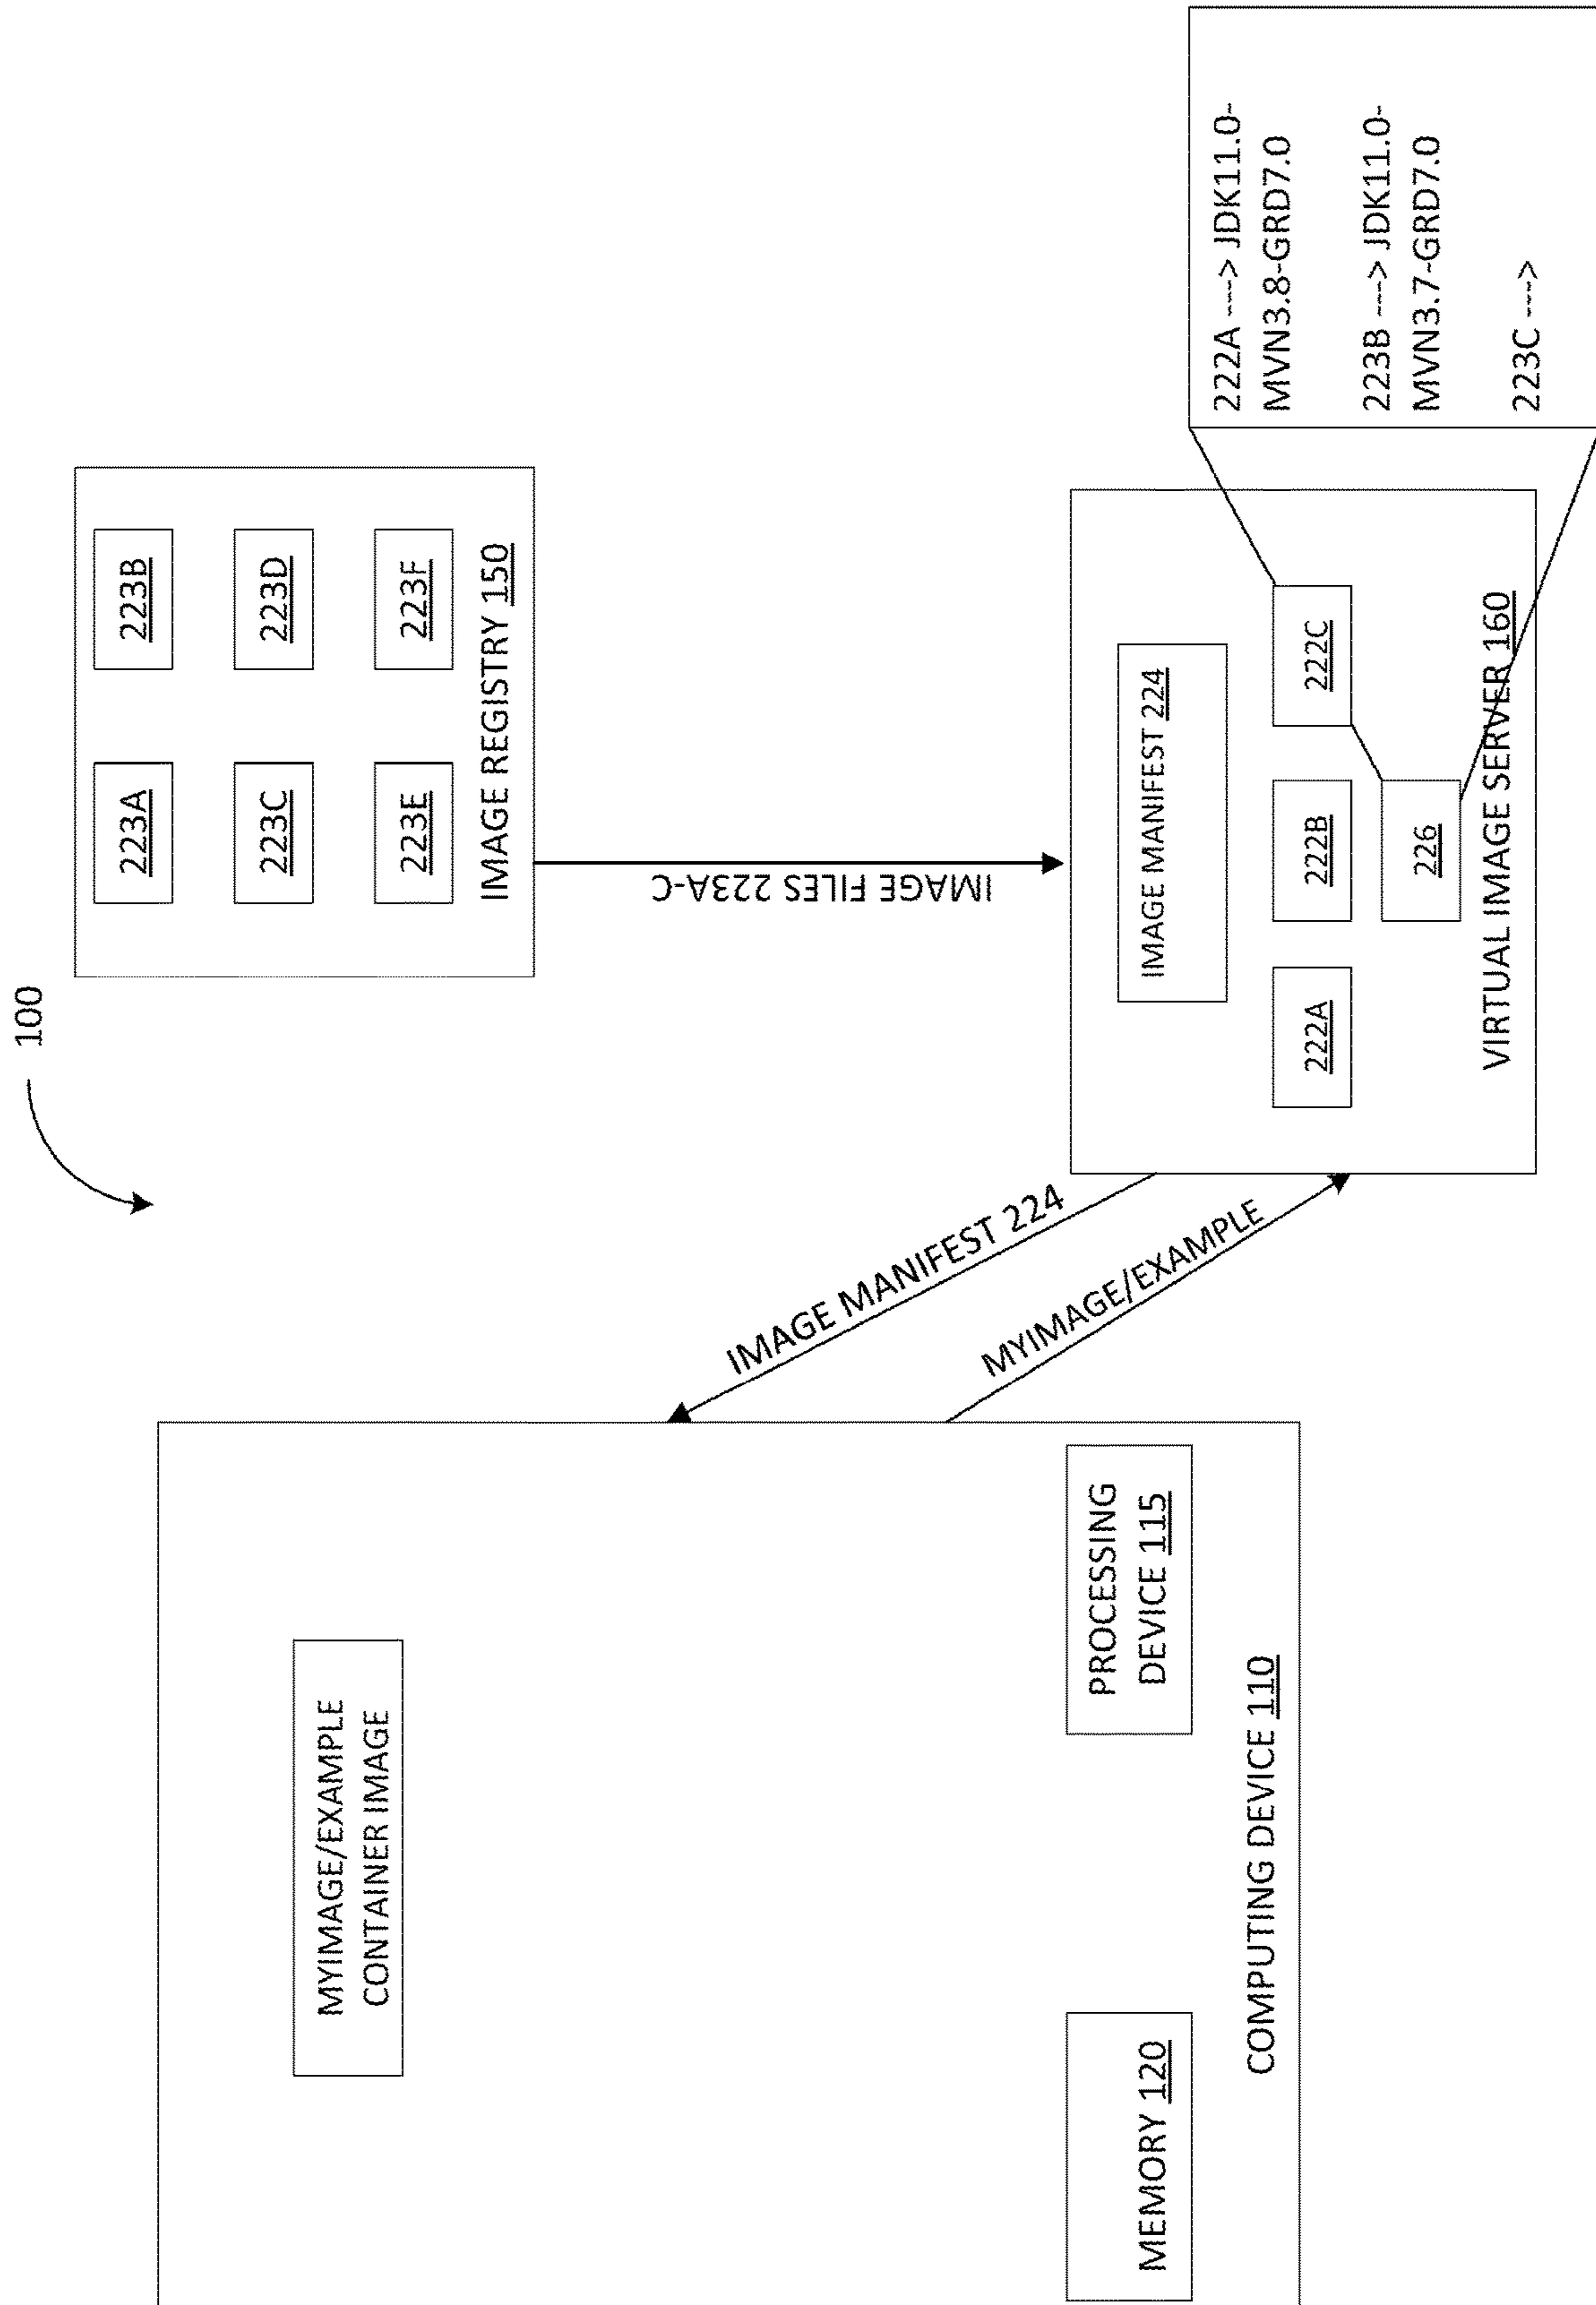 100
MYIMAGE/EXAMPLE
CONTAINER IMAGE
MEMORY 120
PROCESSING
DEVICE 115
COMPUTING DEVICE 110
IMAGE MANIFEST 224
MYIMAGE/EXAMPLE
223A
223B
223C
223D
223E
223F
IMAGE REGISTRY 150
IMAGE FILES 223A-C
IMAGE MANIFEST 224
222A
222B
222C
226
VIRTUAL IMAGE SERVER 160
222A ---> JDK11.0-
MVN3.8-GRD7.0
223B ---> JDK11.0-
MVN3.7-GRD7.0
223C --->